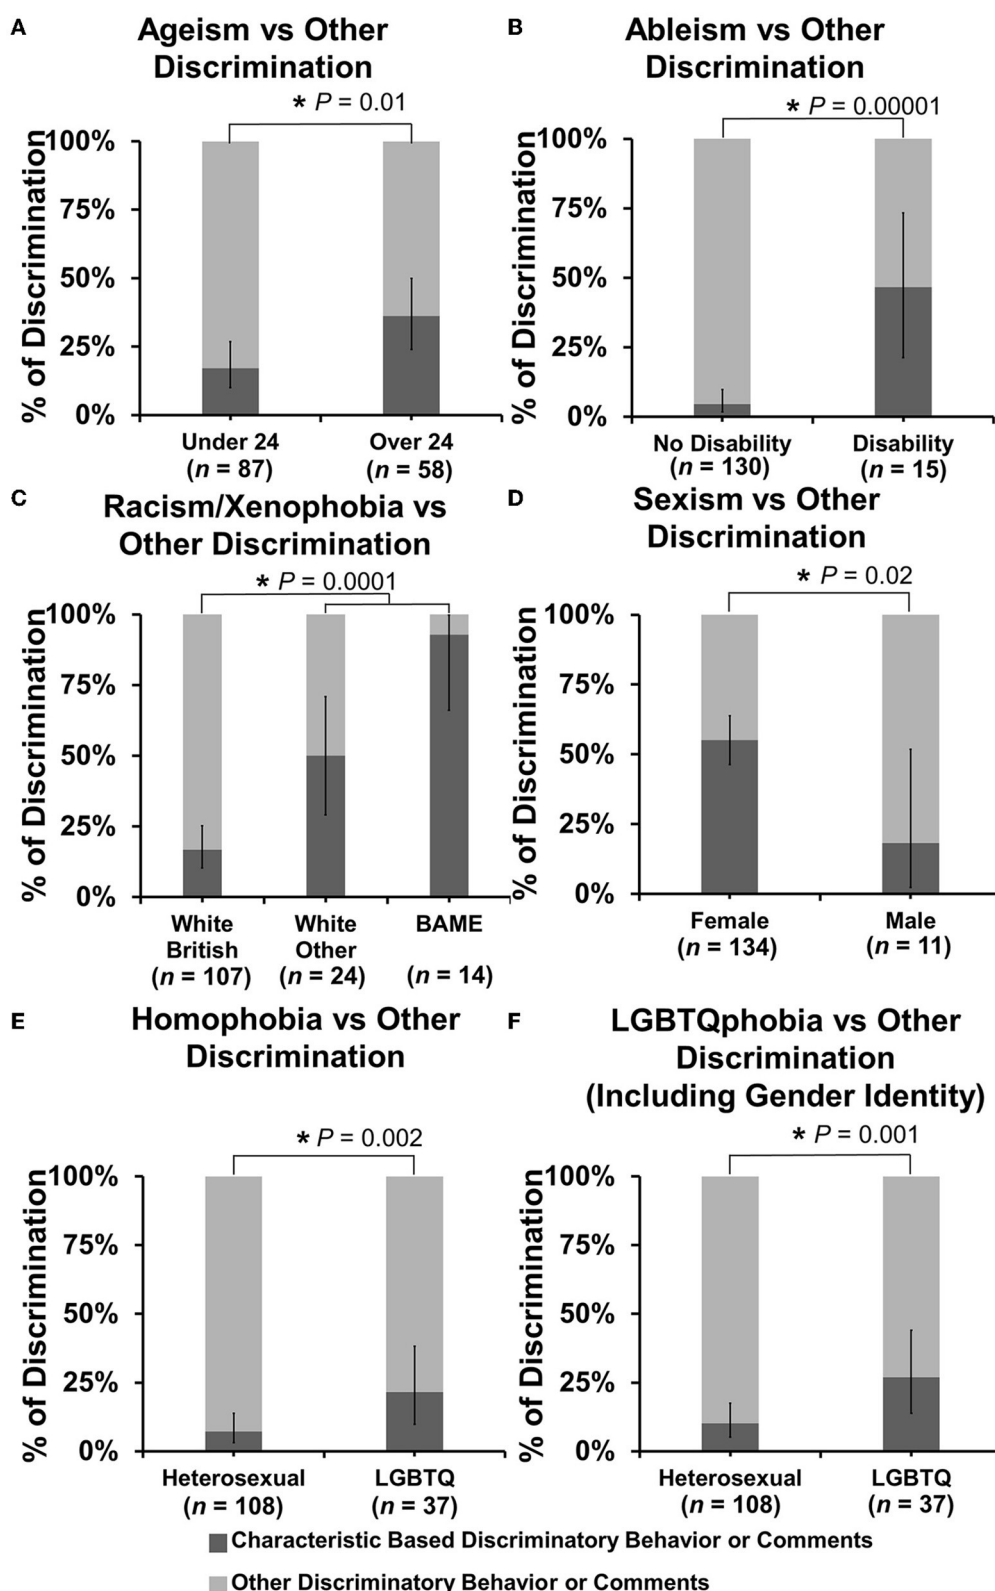 A
Ageism vs Other
Discrimination
* P = 0.01
% of Discrimination
100%
75%
50%
25%
0%
Under 24
(n = 87)
Over 24
(n = 58)
B
Ableism vs Other
Discrimination
* P = 0.00001
% of Discrimination
100%
75%
50%
25%
0%
No Disability
(n = 130)
Disability
(n = 15)
C
Racism/Xenophobia vs
Other Discrimination
* P = 0.0001
% of Discrimination
100%
75%
50%
25%
0%
White
British
(n = 107)
White
Other
(n = 24)
BAME
(n = 14)
D
Sexism vs Other
Discrimination
* P = 0.02
% of Discrimination
100%
75%
50%
25%
0%
Female
(n = 134)
Male
(n = 11)
E
Homophobia vs Other
Discrimination
* P = 0.002
% of Discrimination
100%
75%
50%
25%
0%
Heterosexual
(n = 108)
LGBTQ
(n = 37)
F
LGBTQphobia vs Other
Discrimination
(Including Gender Identity)
* P = 0.001
% of Discrimination
100%
75%
50%
25%
0%
Heterosexual
(n = 108)
LGBTQ
(n = 37)
Characteristic Based Discriminatory Behavior or Comments
Other Discriminatory Behavior or Comments